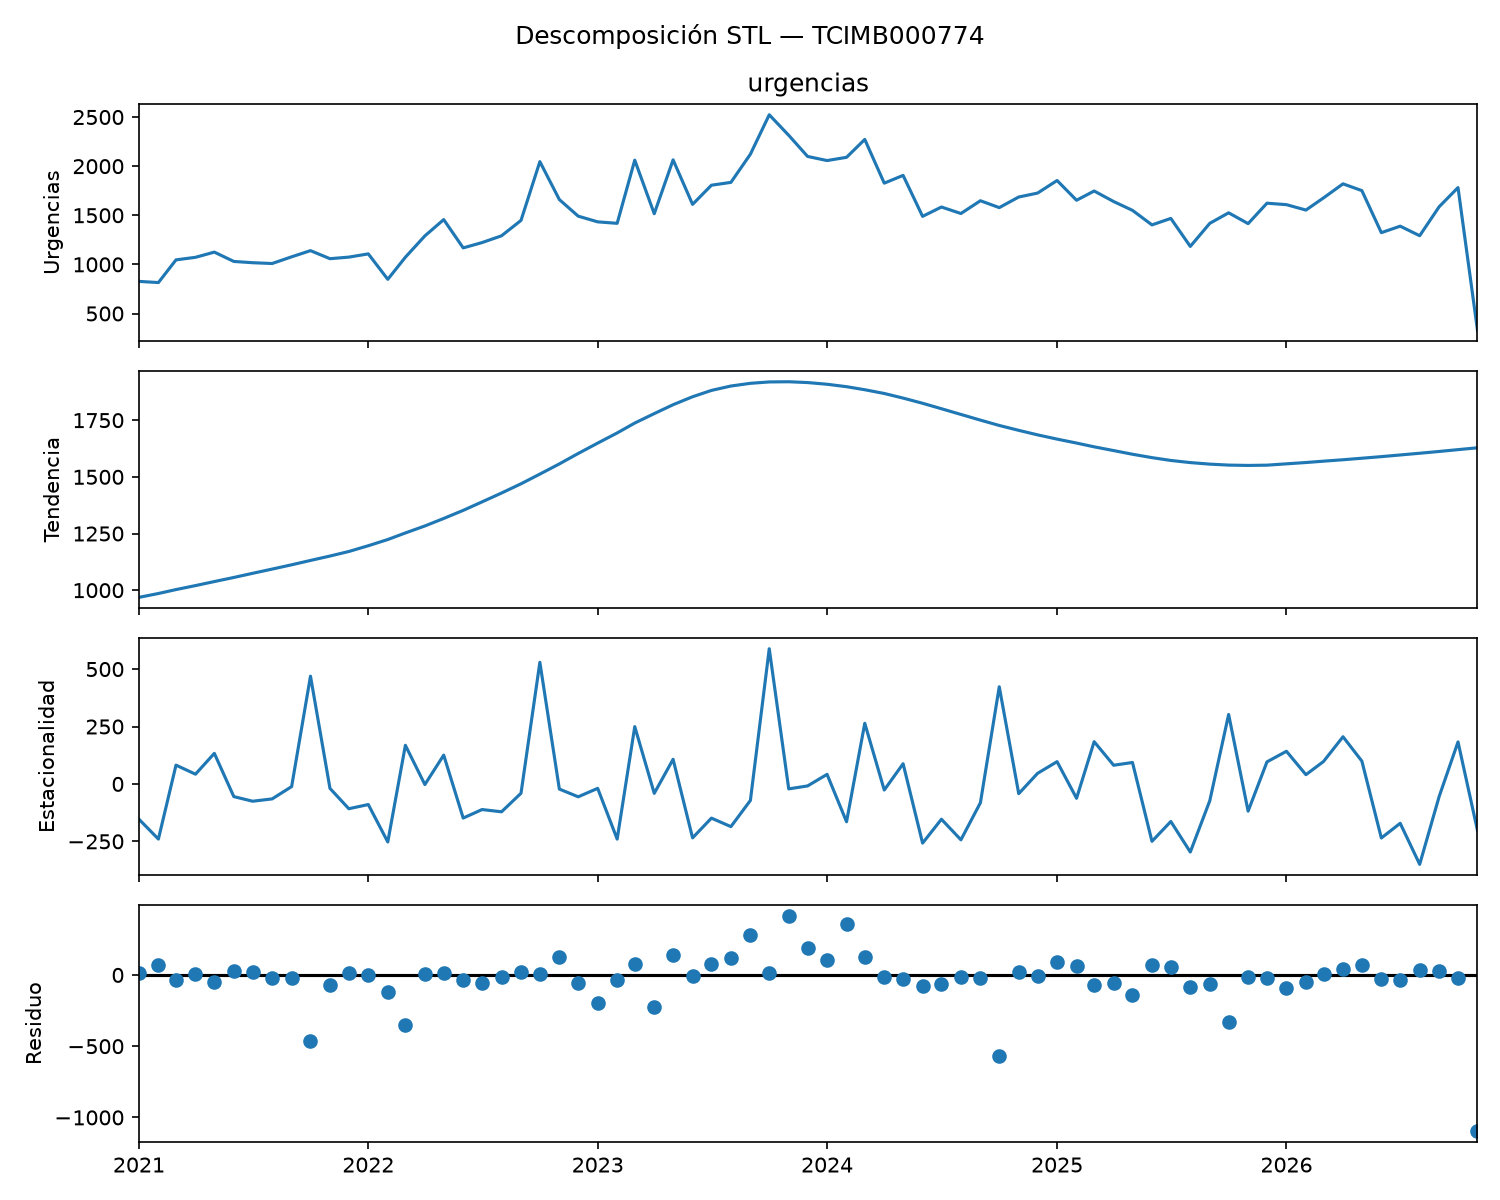 Descomposición STL — TCIMB000774
urgencias
Urgencias
2500
2000
1500
1000
500
Tendencia
1750
1500
1250
1000
Estacionalidad
500
250
0
−250
Residuo
0
−500
−1000
2021 2022 2023 2024 2025 2026